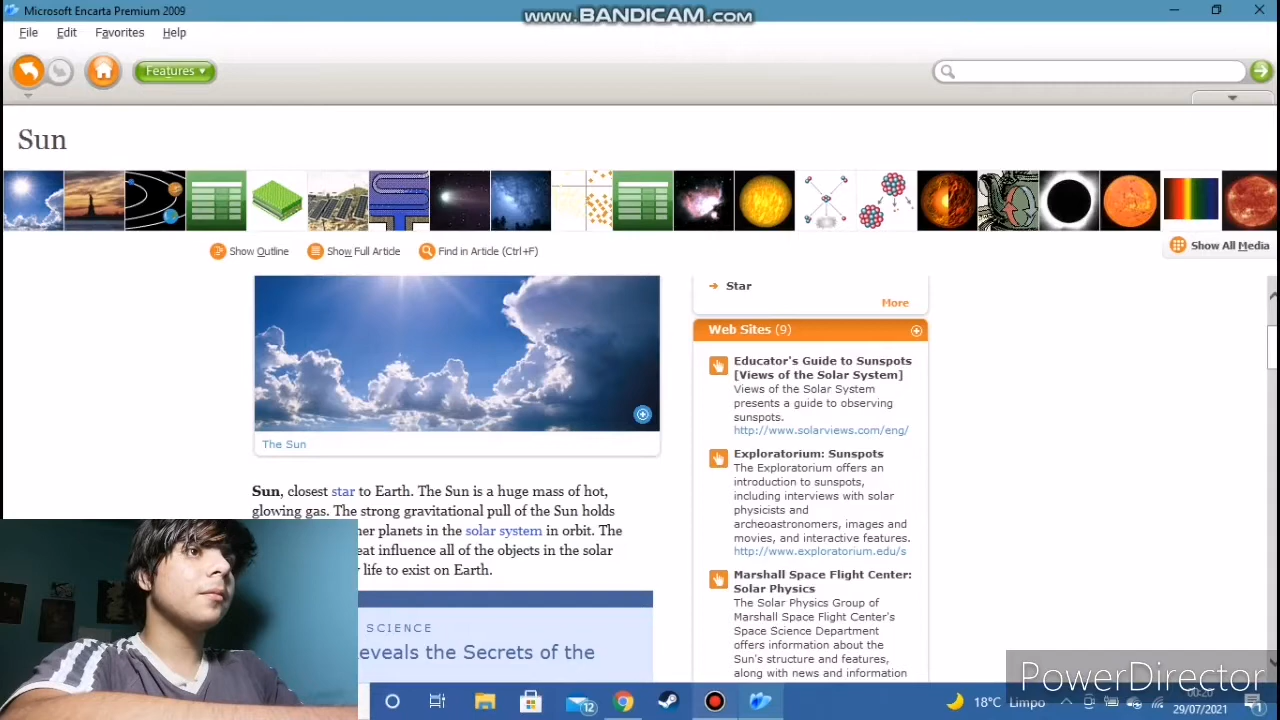 Microsoft Encarta Premium 2009
www.BANDICAM.com
File Edit Favorites Help
Features
Sun
Show Outline Show Full Article Find in Article (Ctrl+F)
Show All Media
The Sun
Sun, closest star to Earth. The Sun is a huge mass of hot,
glowing gas. The strong gravitational pull of the Sun holds
her planets in the solar system in orbit. The
eat influence all of the objects in the solar
life to exist on Earth.
SCIENCE
eveals the Secrets of the
Star
More
Web Sites (9)
Educator's Guide to Sunspots
[Views of the Solar System]
Views of the Solar System
presents a guide to observing
sunspots.
http://www.solarviews.com/eng/
Exploratorium: Sunspots
The Exploratorium offers an
introduction to sunspots,
including interviews with solar
physicists and
archeoastronomers, images and
movies, and interactive features.
http://www.exploratorium.edu/s
Marshall Space Flight Center:
Solar Physics
The Solar Physics Group of
Marshall Space Flight Center's
Space Science Department
offers information about the
Sun's structure and features,
along with news and information
PowerDirector
12
18°C Limpo
00:20
29/07/2021
1